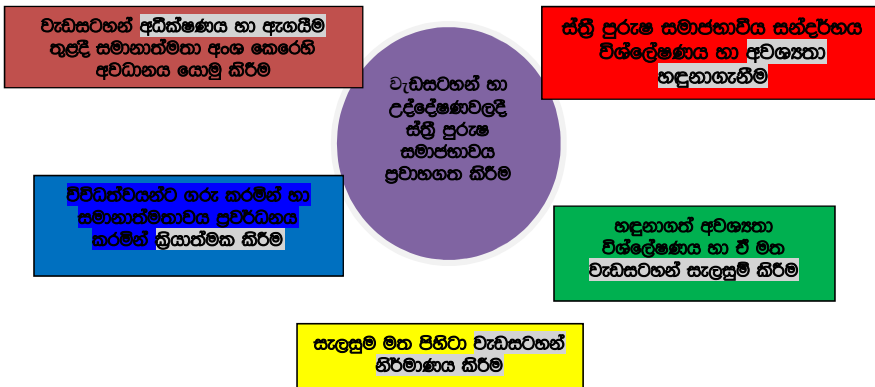 වැඩසටහන් අධීක්ෂණය හා ඇගයීම
තුළදී සමානාත්මතා අංශ කෙරෙහි
අවධානය යොමු කිරීම
ස්ත්‍රී පුරුෂ සමාජභාවීය සන්දර්භය
විශ්ලේෂණය හා අවශ්‍යතා
හඳුනාගැනීම
වැඩසටහන් හා
උද්දේෂණවලදී
ස්ත්‍රී පුරුෂ
සමාජභාවය
ප්‍රවාහගත කිරීම
විවිධත්වයන්ට ගරු කරමින් හා
සමානාත්මතාවය ප්‍රවර්ධනය
කරමින් ක්‍රියාත්මක කිරීම
හඳුනාගත් අවශ්‍යතා
විශ්ලේෂණය හා ඒ මත
වැඩසටහන් සැලසුම් කිරීම
සැලසුම මත පිහිටා වැඩසටහන්
නිර්මාණය කිරීම